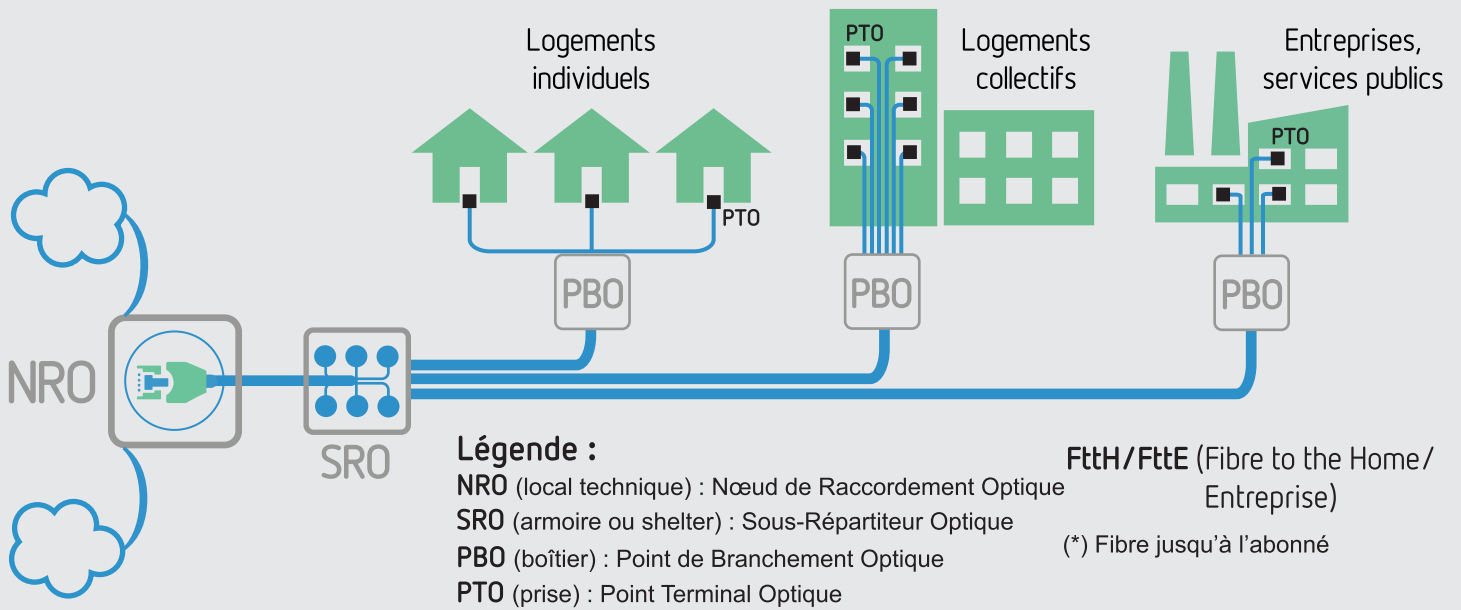 Logements
individuels
PTO
Logements
collectifs
Entreprises,
services publics
PTO
PTO
PBO
PBO
PBO
NRO
SRO
Légende :
NRO (local technique) : Nœud de Raccordement Optique
SRO (armoire ou shelter) : Sous-Répartiteur Optique
PBO (boîtier) : Point de Branchement Optique
PTO (prise) : Point Terminal Optique
FttH/FttE (Fibre to the Home/
Entreprise)
(*) Fibre jusqu'à l'abonné